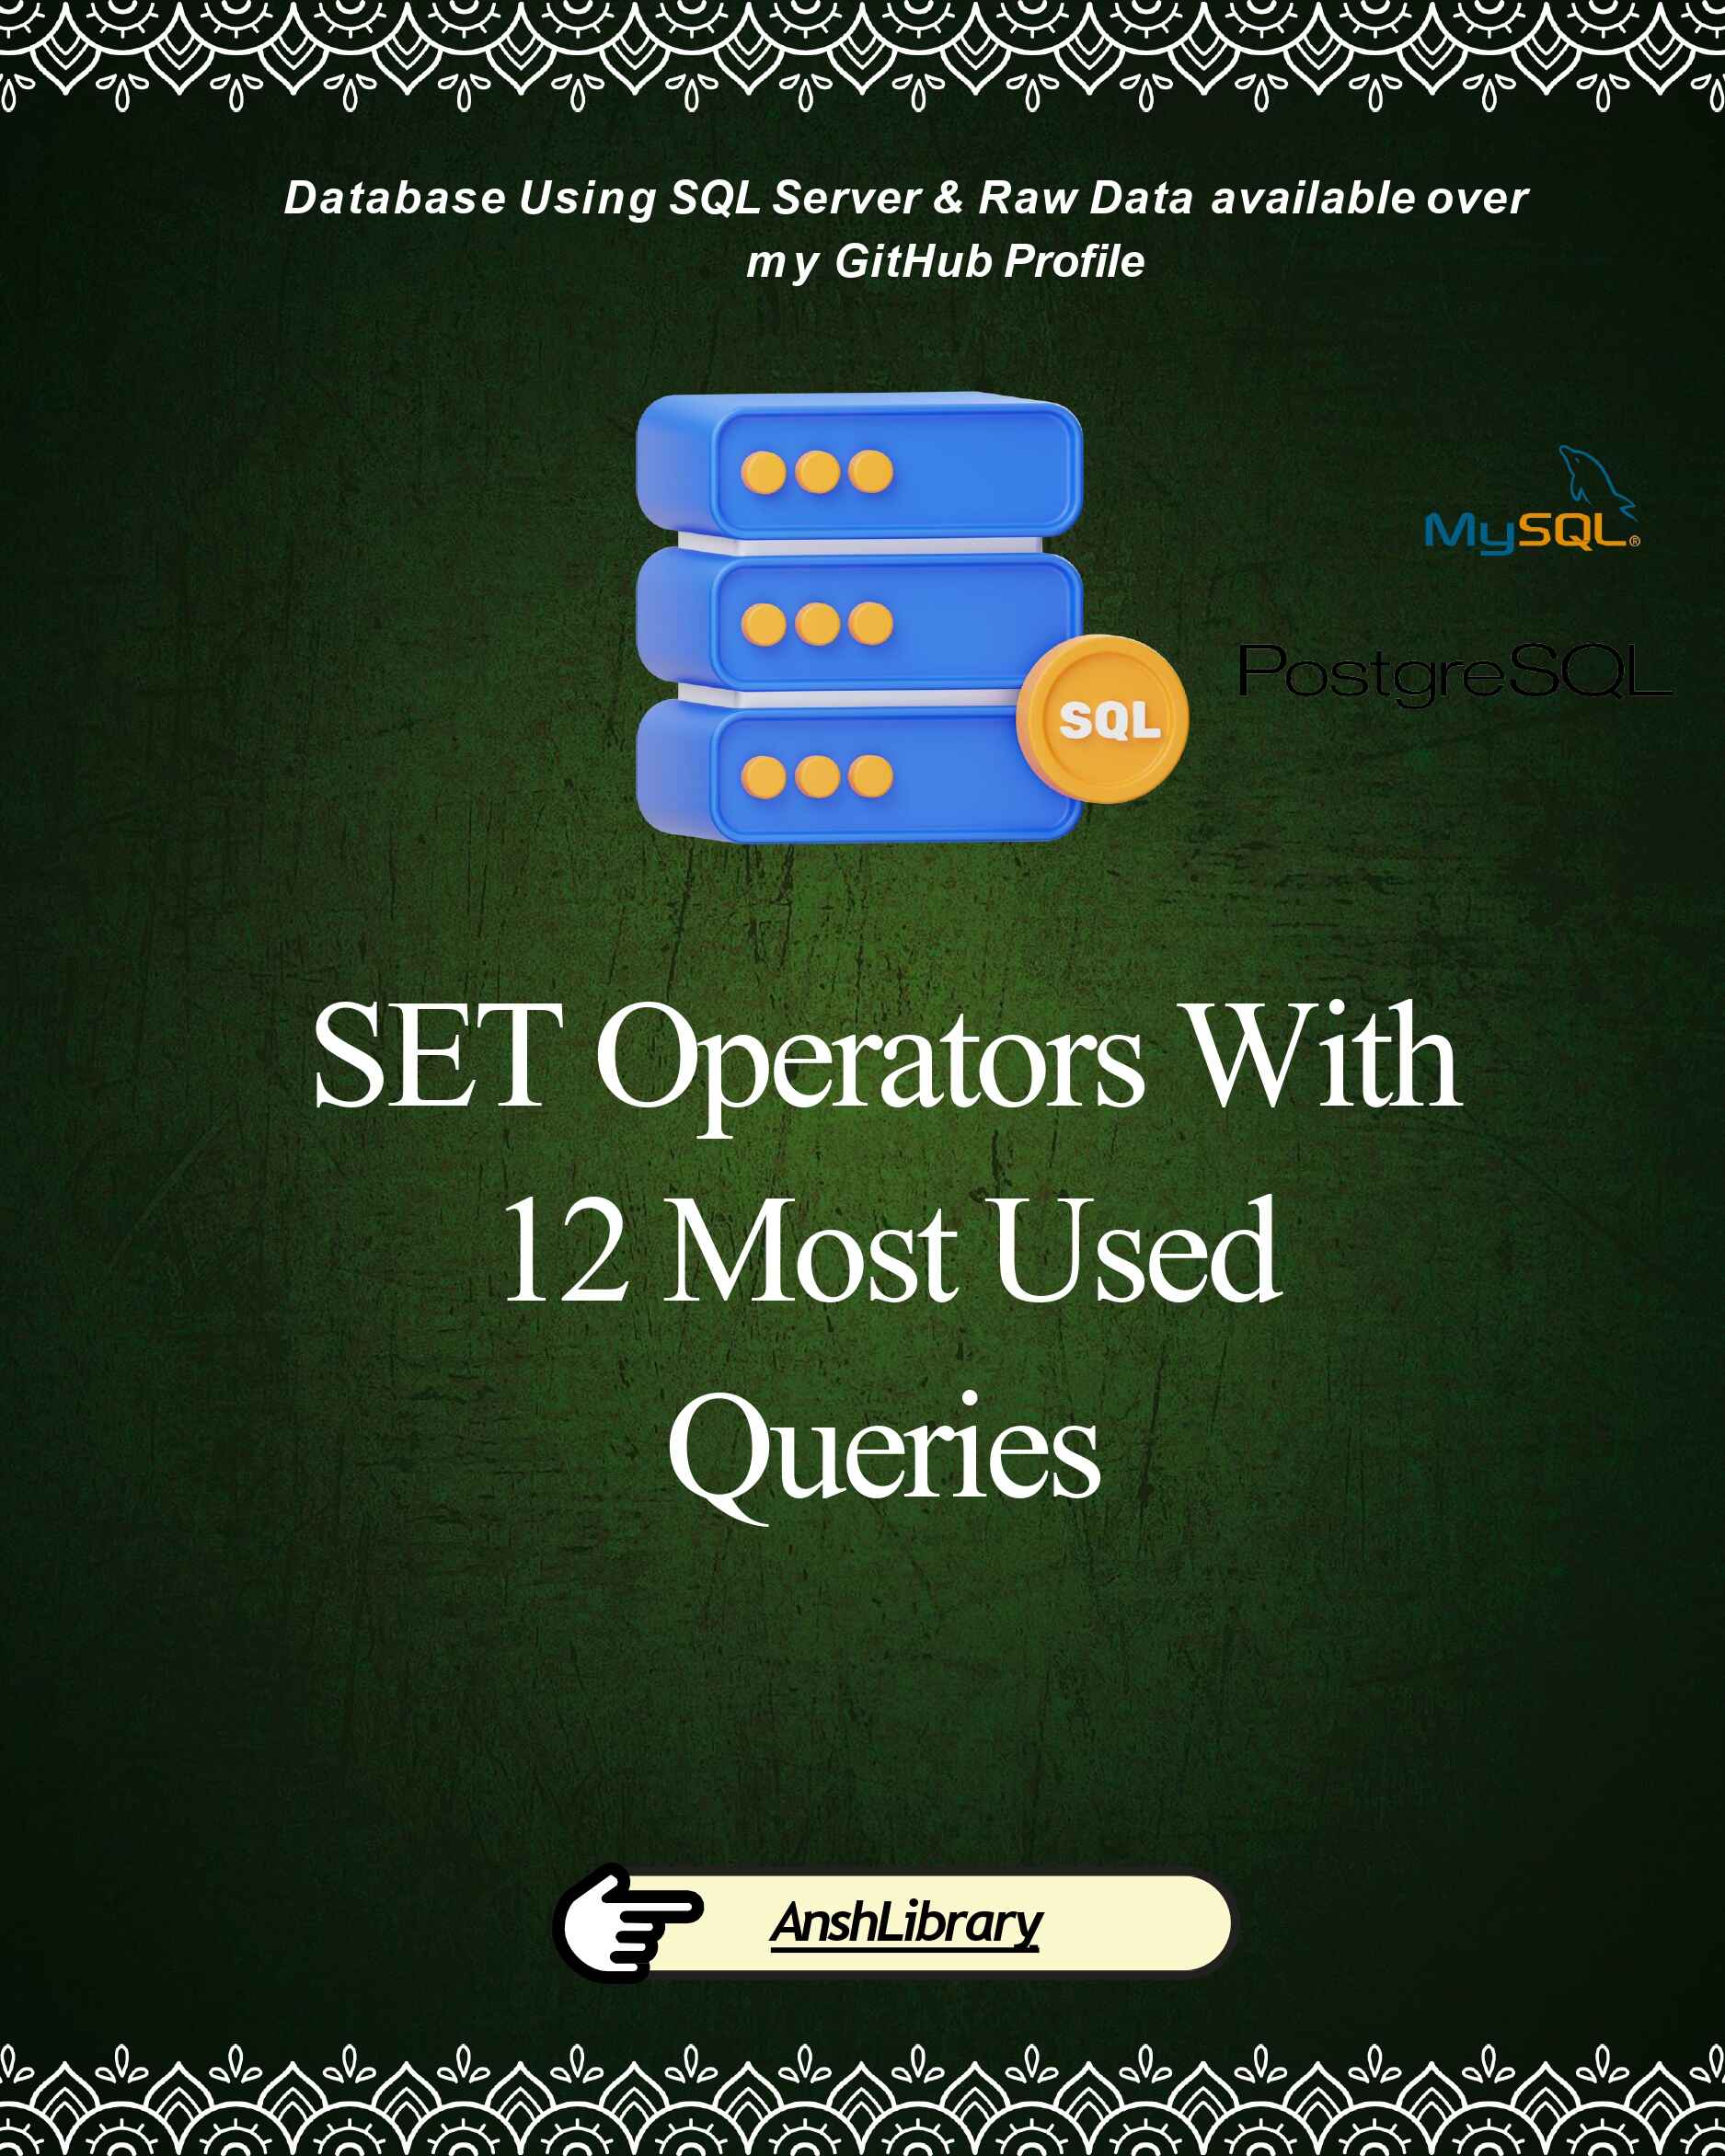 Database Using SQL Server & Raw Data available over
my GitHub Profile
MySQL®
PostgreSQL
SQL
SET Operators With
12 Most Used
Queries
AnshLibrary